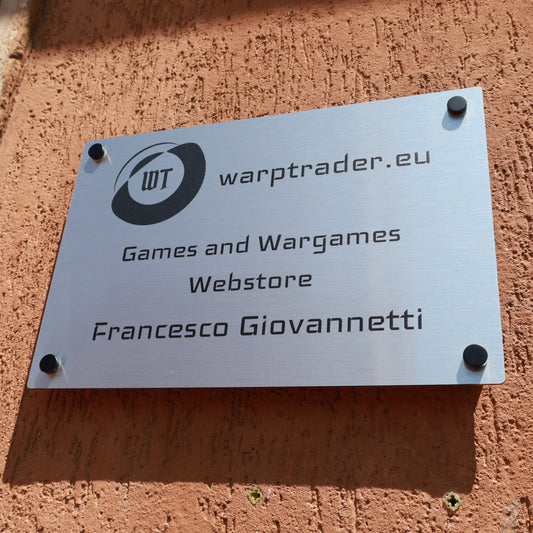 WT
warptrader.eu
Games and Wargames
Webstore
Francesco Giovannetti